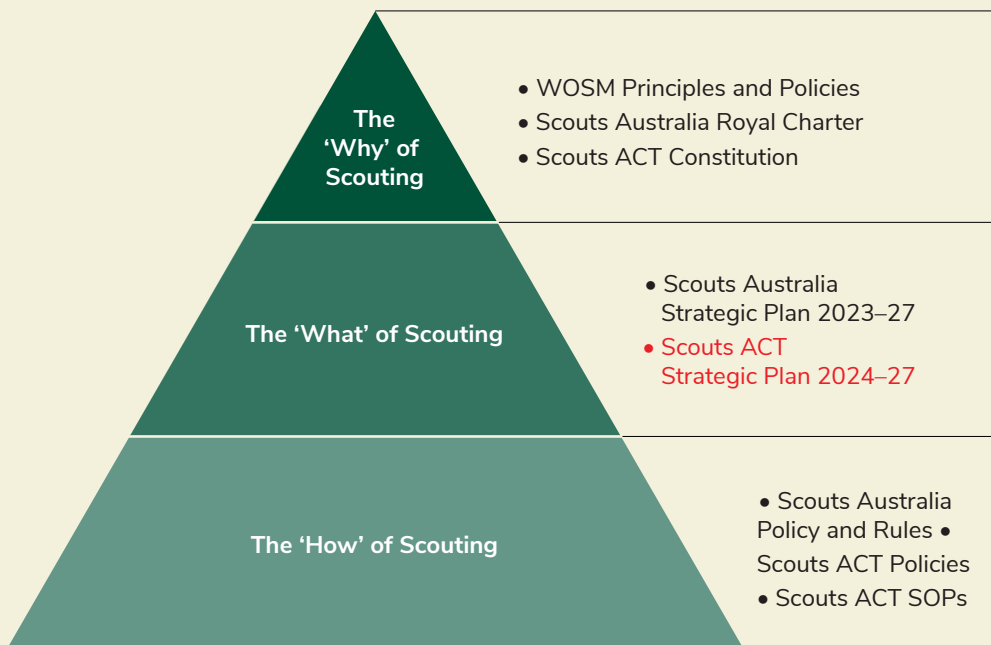 The
‘Why’ of
Scouting
• WOSM Principles and Policies
• Scouts Australia Royal Charter
• Scouts ACT Constitution
The ‘What’ of Scouting
• Scouts Australia
Strategic Plan 2023–27
• Scouts ACT
Strategic Plan 2024–27
The ‘How’ of Scouting
• Scouts Australia
Policy and Rules •
Scouts ACT Policies
• Scouts ACT SOPs